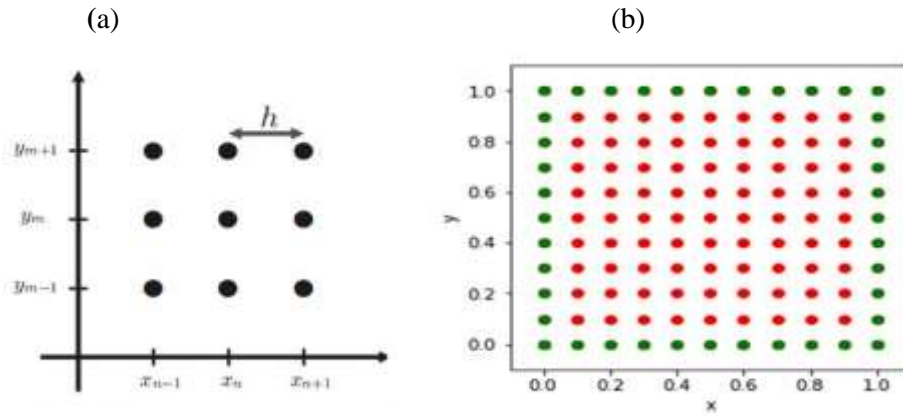 (a)
(b)
h
y_{m+1}
y_m
y_{m-1}
x_{n-1}
x_n
x_{n+1}
1.0
0.8
0.6
0.4
0.2
0.0
y
0.0 0.2 0.4 0.6 0.8 1.0
x